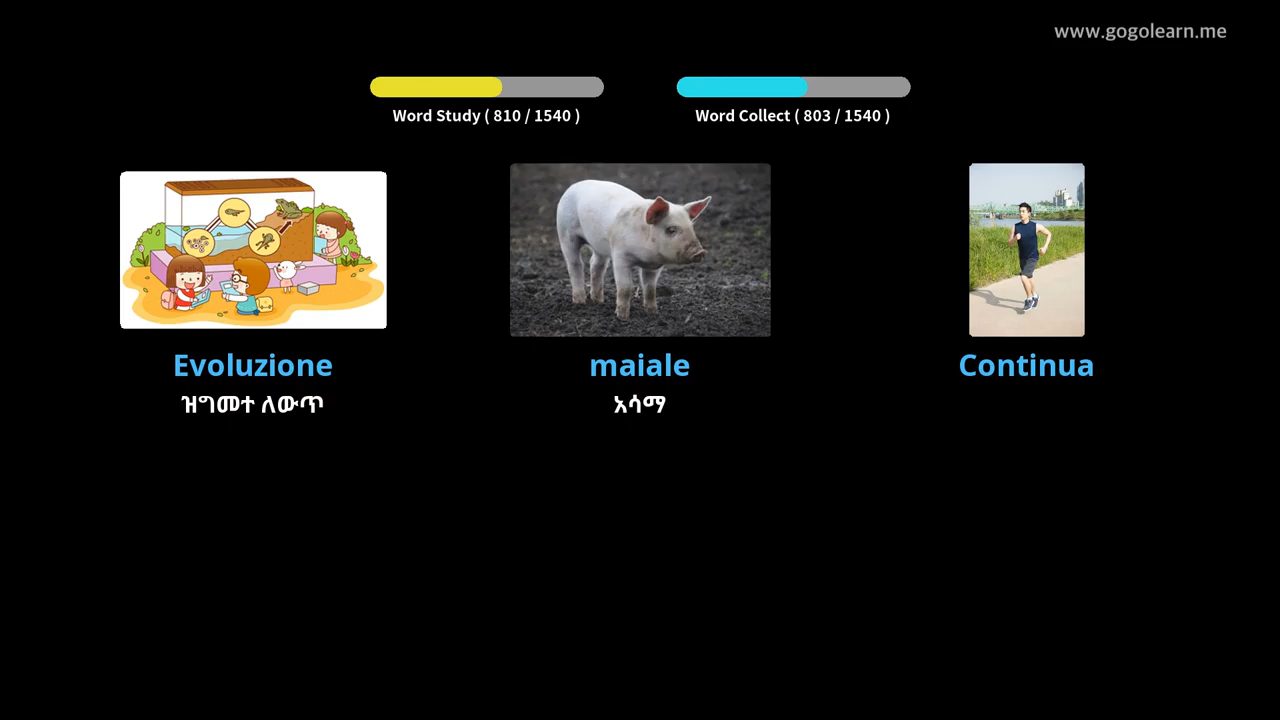 www.gogolearn.me
Word Study ( 810 / 1540 )
Word Collect ( 803 / 1540 )
Evoluzione
ዝግመተ ለውጥ
maiale
አሳማ
Continua